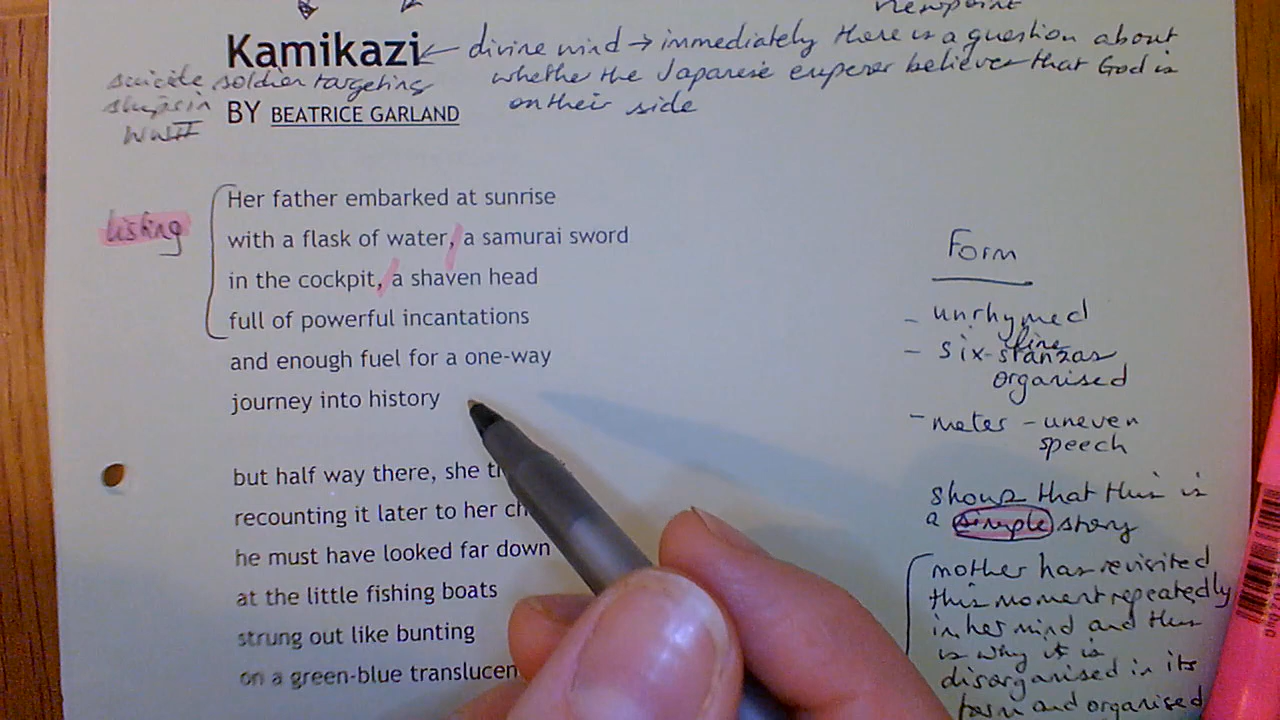 viewpoint
Kamikazi ← divine wind → immediately there is a question about
suicide soldier targeting whether the Japanese emperer believes that God is
ships in on their side
WWII
BY BEATRICE GARLAND
Her father embarked at sunrise
listing
with a flask of water, a samurai sword
in the cockpit, a shaven head
full of powerful incantations
and enough fuel for a one-way
journey into history
but half way there, she
recounting it later to her
he must have looked far down
at the little fishing boats
strung out like bunting
on a green-blue translucen
Form
- unrhymed
- six-line stanzas
organised
- meter - uneven
speech
shows that this is
a simple story
mother has revisited
this moment repeatedly
in her mind and this
is why it is
disorganised in its
form and organised